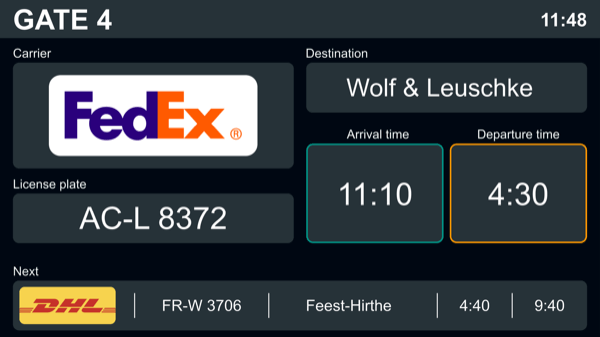 GATE 4
11:48
Carrier
FedEx®
Destination
Wolf & Leuschke
Arrival time
11:10
Departure time
4:30
License plate
AC-L 8372
Next
DHL
FR-W 3706
Feest-Hirthe
4:40
9:40